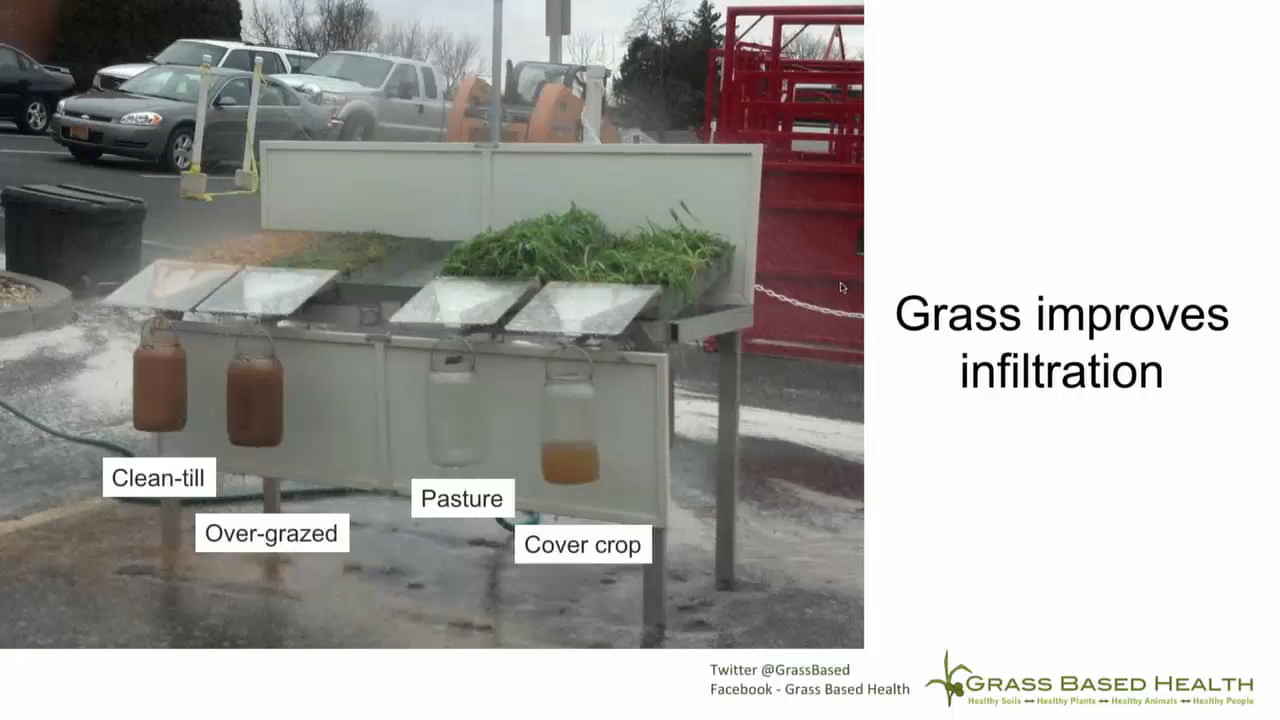 Grass improves
infiltration
Clean-till
Over-grazed
Pasture
Cover crop
Twitter @GrassBased
Facebook - Grass Based Health
GRASS BASED HEALTH
Healthy Soils ↔ Healthy Plants ↔ Healthy Animals ↔ Healthy People